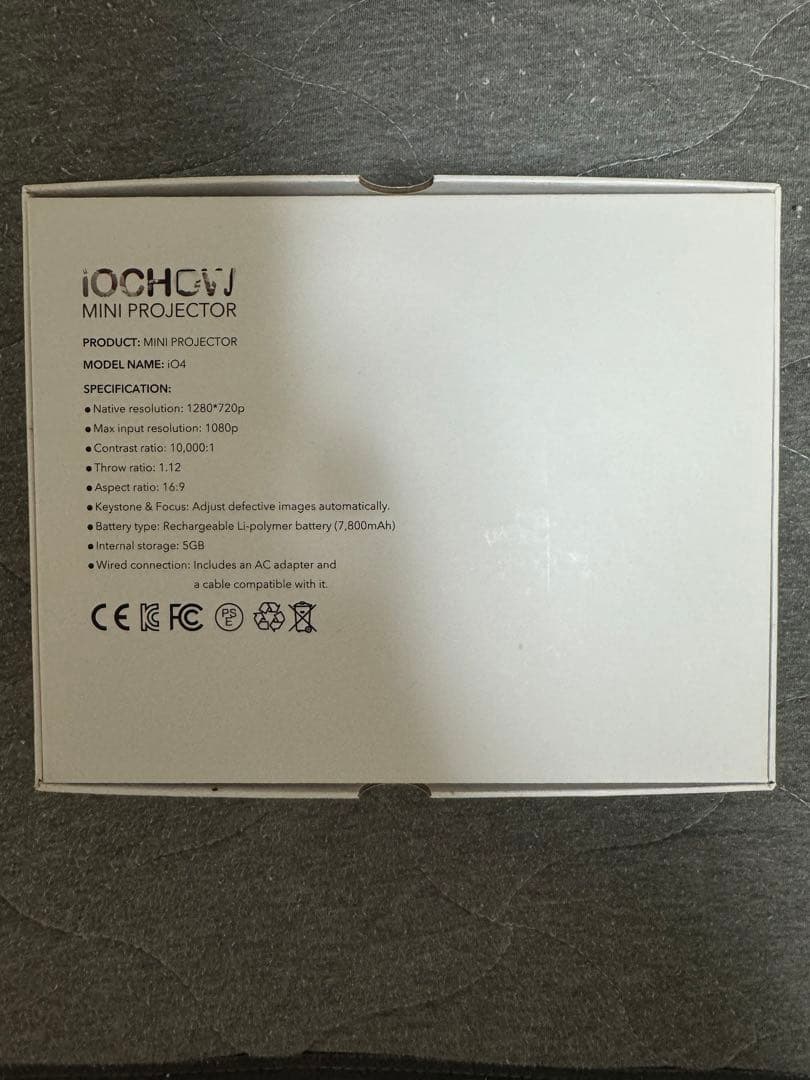 iOCHOW
MINI PROJECTOR
PRODUCT: MINI PROJECTOR
MODEL NAME: iO4
SPECIFICATION:
● Native resolution: 1280*720p
● Max input resolution: 1080p
● Contrast ratio: 10,000:1
● Throw ratio: 1.12
● Aspect ratio: 16:9
● Keystone & Focus: Adjust defective images automatically.
● Battery type: Rechargeable Li-polymer battery (7,800mAh)
● Internal storage: 5GB
● Wired connection: Includes an AC adapter and
a cable compatible with it.
CE KC FC PSE